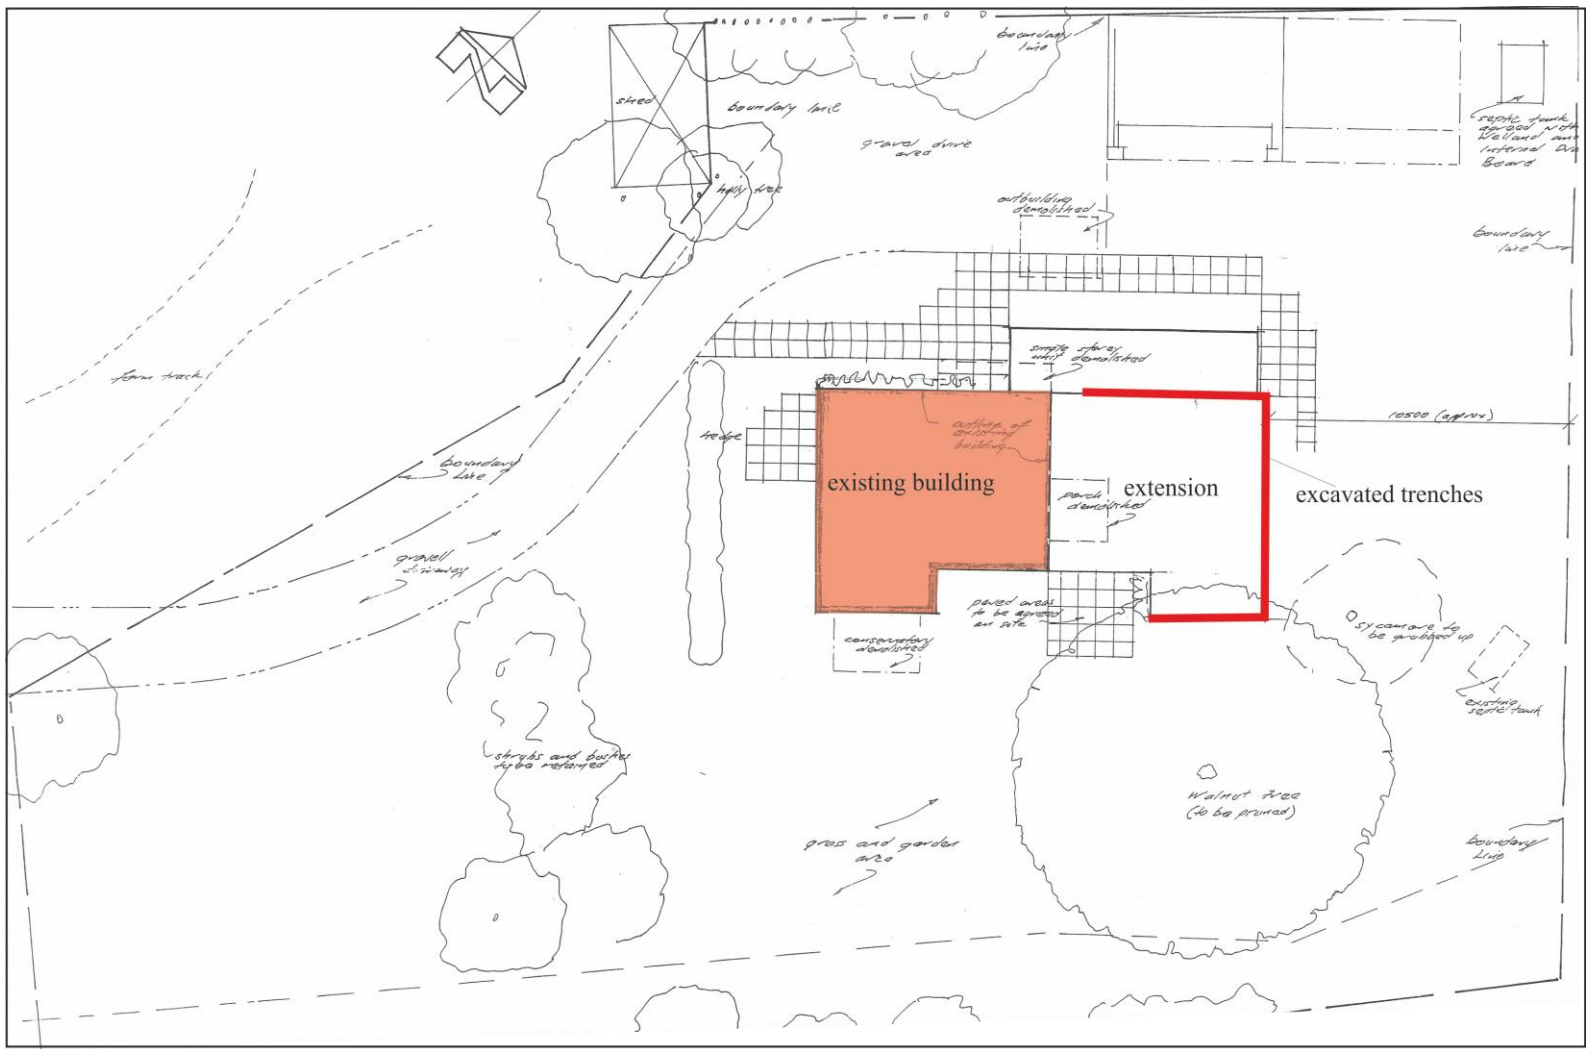 boundary
line
shed
boundary line
gravel drive
area
septic tank
agreed with
Welland and
Internal Dra
Board
holly tree
outbuilding
demolished
boundary
line
single storey
unit demolished
farm track
10500 (approx)
outline of
existing
building
hedge
boundary
Line
existing building
extension
excavated trenches
porch
demolished
gravell
driveway
paved areas
to be agreed
on site
sycamore to
be grubbed up
conservatory
demolished
existing
septic tank
shrubs and bushes
to be retained
Walnut tree
(to be pruned)
grass and garden
area
boundary
Line